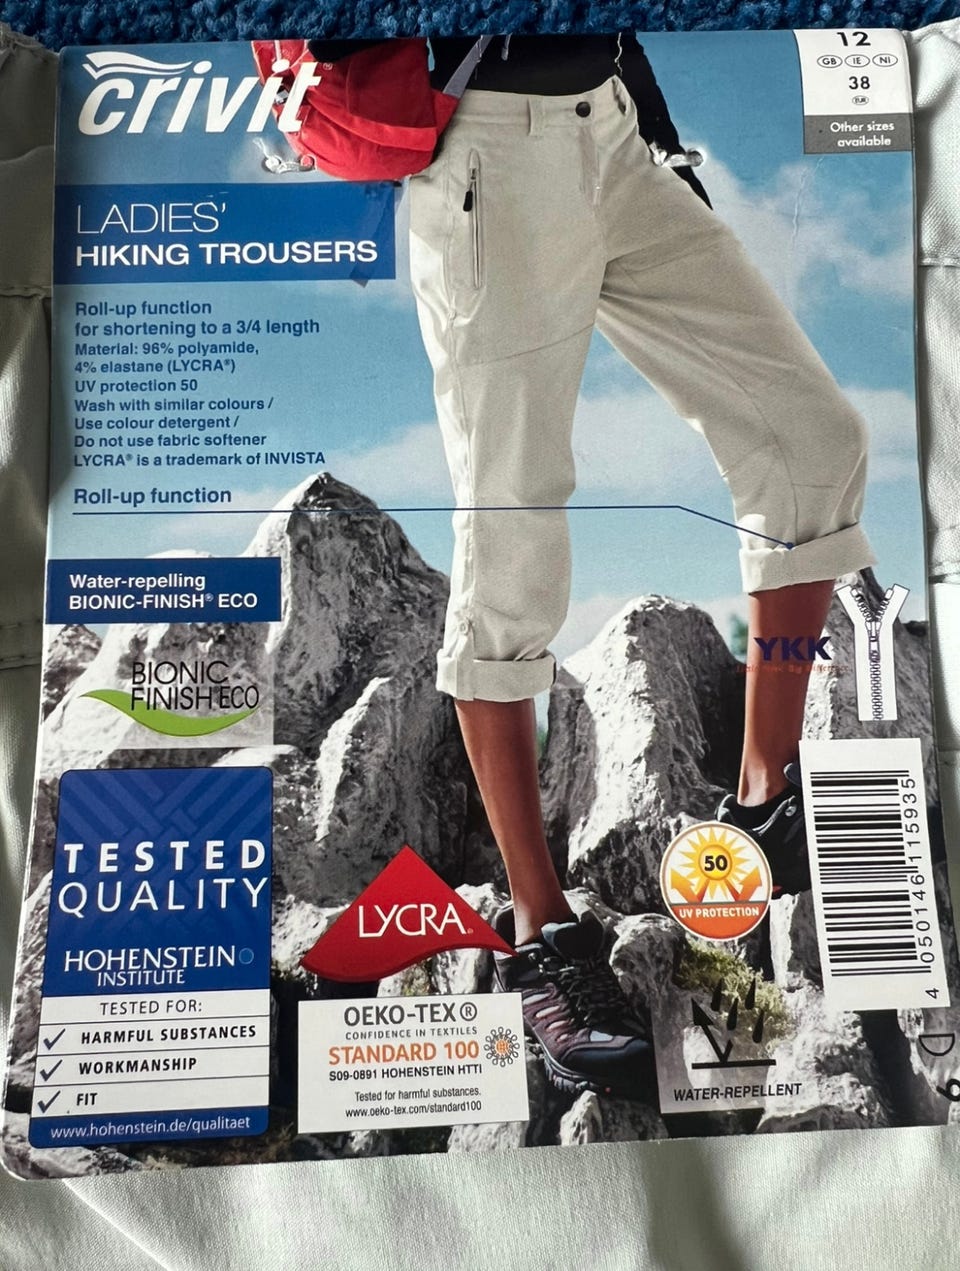 crivit®
12
GB IE NI
38
EUR
Other sizes
available
LADIES'
HIKING TROUSERS
Roll-up function
for shortening to a 3/4 length
Material: 96% polyamide,
4% elastane (LYCRA®)
UV protection 50
Wash with similar colours /
Use colour detergent /
Do not use fabric softener
LYCRA® is a trademark of INVISTA
Roll-up function
Water-repelling
BIONIC-FINISH® ECO
BIONIC
FINISH®ECO
YKK
TESTED
QUALITY
HOHENSTEIN
INSTITUTE
TESTED FOR:
HARMFUL SUBSTANCES
WORKMANSHIP
FIT
www.hohenstein.de/qualitaet
LYCRA®
OEKO-TEX®
CONFIDENCE IN TEXTILES
STANDARD 100
S09-0891 HOHENSTEIN HTTI
Tested for harmful substances.
www.oeko-tex.com/standard100
50
UV PROTECTION
WATER-REPELLENT
4 050146 115935
D